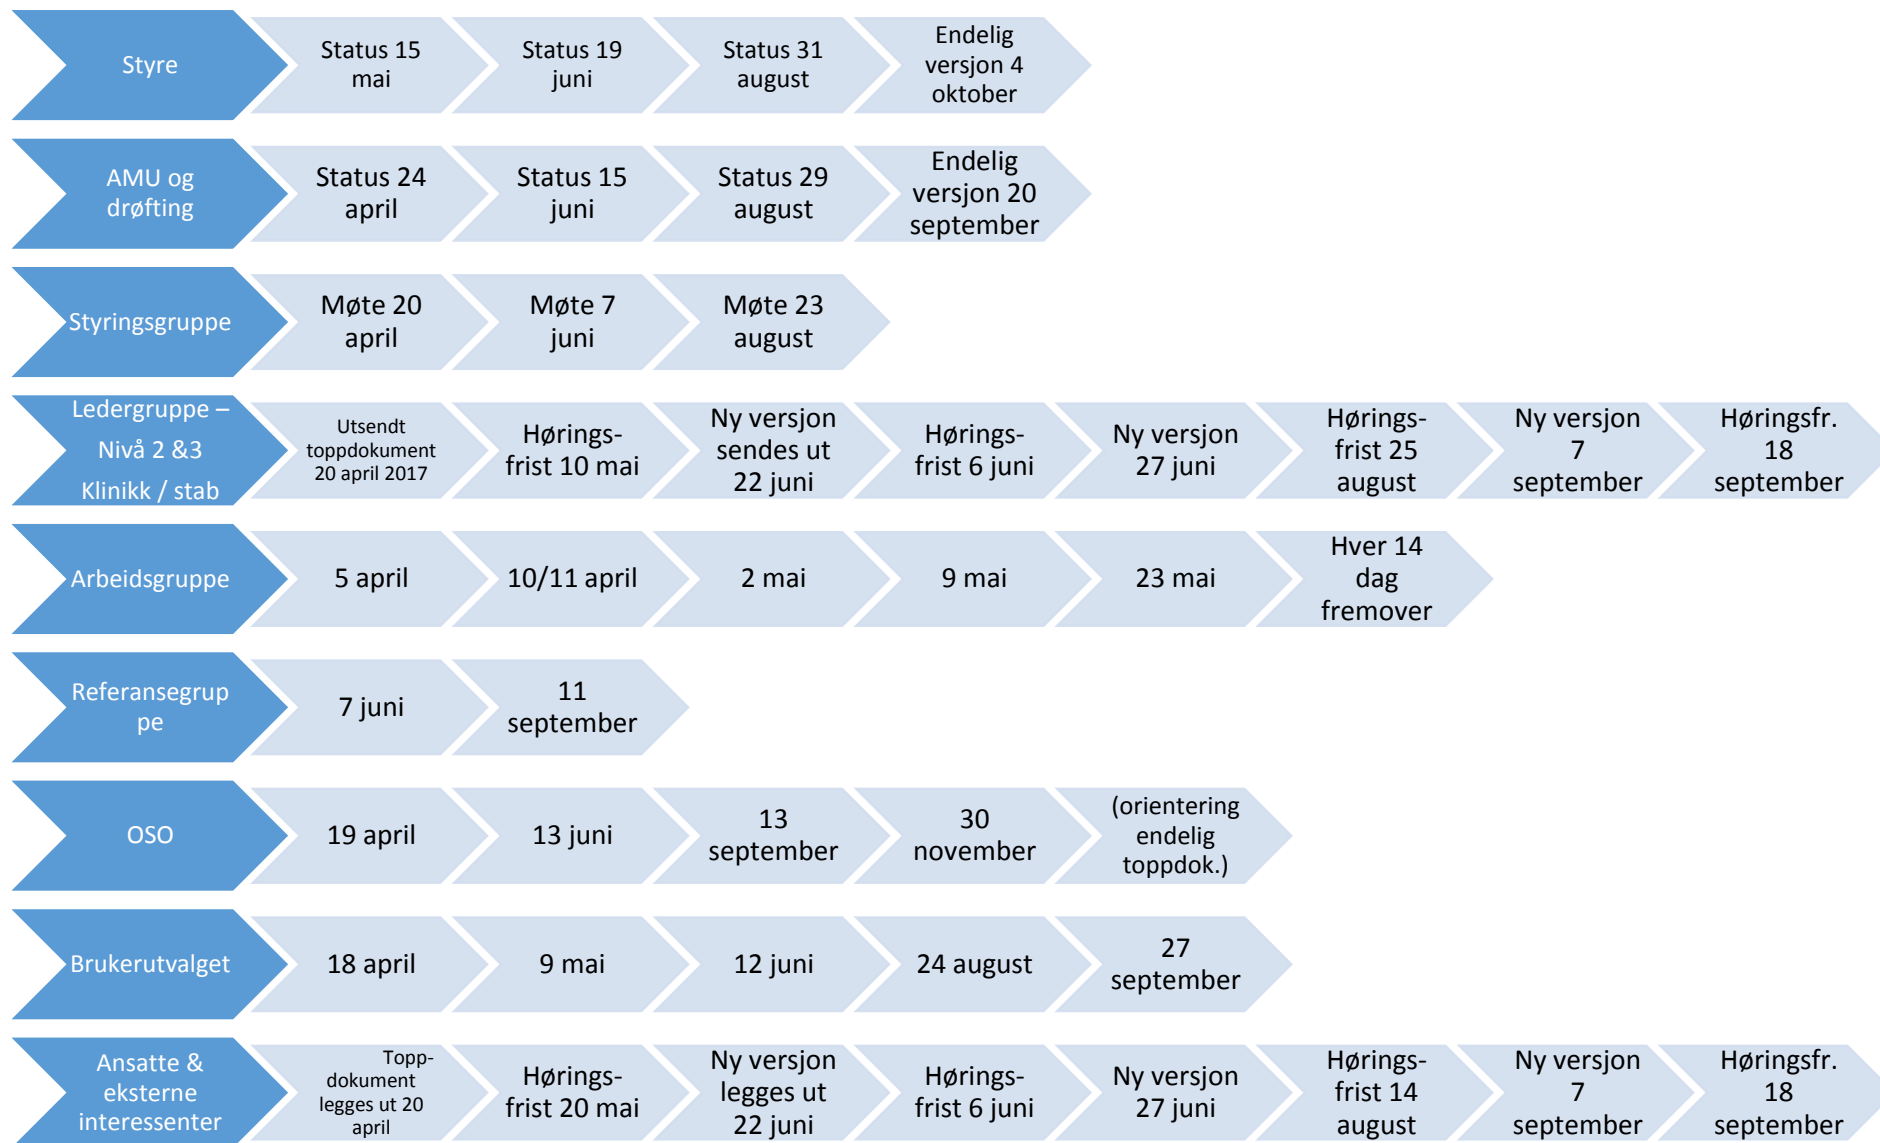 Styre
Status 15
mai
Status 19
juni
Status 31
august
Endelig
versjon 4
oktober
AMU og
drøfting
Status 24
april
Status 15
juni
Status 29
august
Endelig
versjon 20
september
Styringsgruppe
Møte 20
april
Møte 7
juni
Møte 23
august
Ledergruppe –
Nivå 2 &3
Klinikk / stab
Utsendt
toppdokument
20 april 2017
Hørings-
frist 10 mai
Ny versjon
sendes ut
22 juni
Hørings-
frist 6 juni
Ny versjon
27 juni
Hørings-
frist 25
august
Ny versjon
7
september
Høringsfr.
18
september
Arbeidsgruppe
5 april
10/11 april
2 mai
9 mai
23 mai
Hver 14
dag
fremover
Referansegrup
pe
7 juni
11
september
OSO
19 april
13 juni
13
september
30
november
(orientering
endelig
toppdok.)
Brukerutvalget
18 april
9 mai
12 juni
24 august
27
september
Ansatte &
eksterne
interessenter
Topp-
dokument
legges ut 20
april
Hørings-
frist 20 mai
Ny versjon
legges ut
22 juni
Hørings-
frist 6 juni
Ny versjon
27 juni
Hørings-
frist 14
august
Ny versjon
7
september
Høringsfr.
18
september